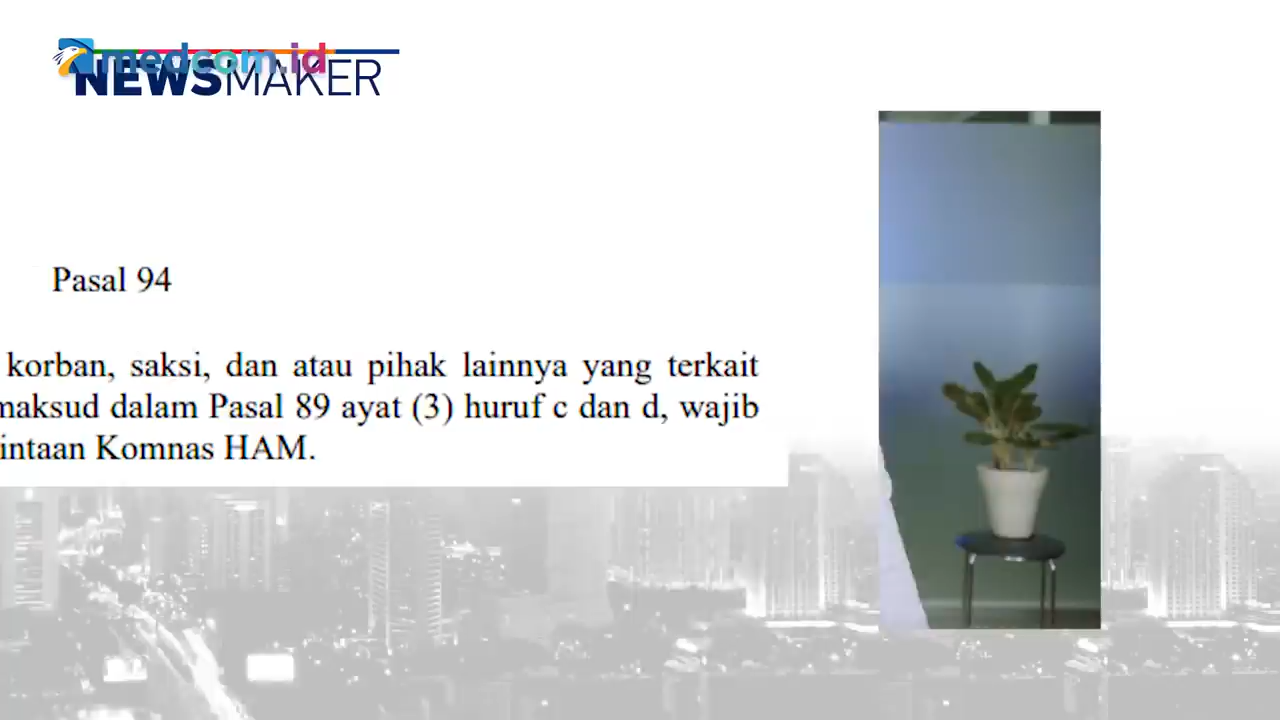 medcom.id
NEWSMAKER
Pasal 94
korban, saksi, dan atau pihak lainnya yang terkait
maksud dalam Pasal 89 ayat (3) huruf c dan d, wajib
intaan Komnas HAM.